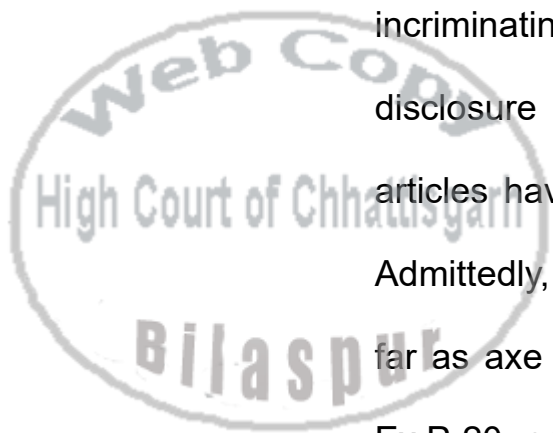 incriminatin
disclosure
articles hav
Admittedly,
far as axe
Web Copy
High Court of Chhattisgarh
Bilaspur